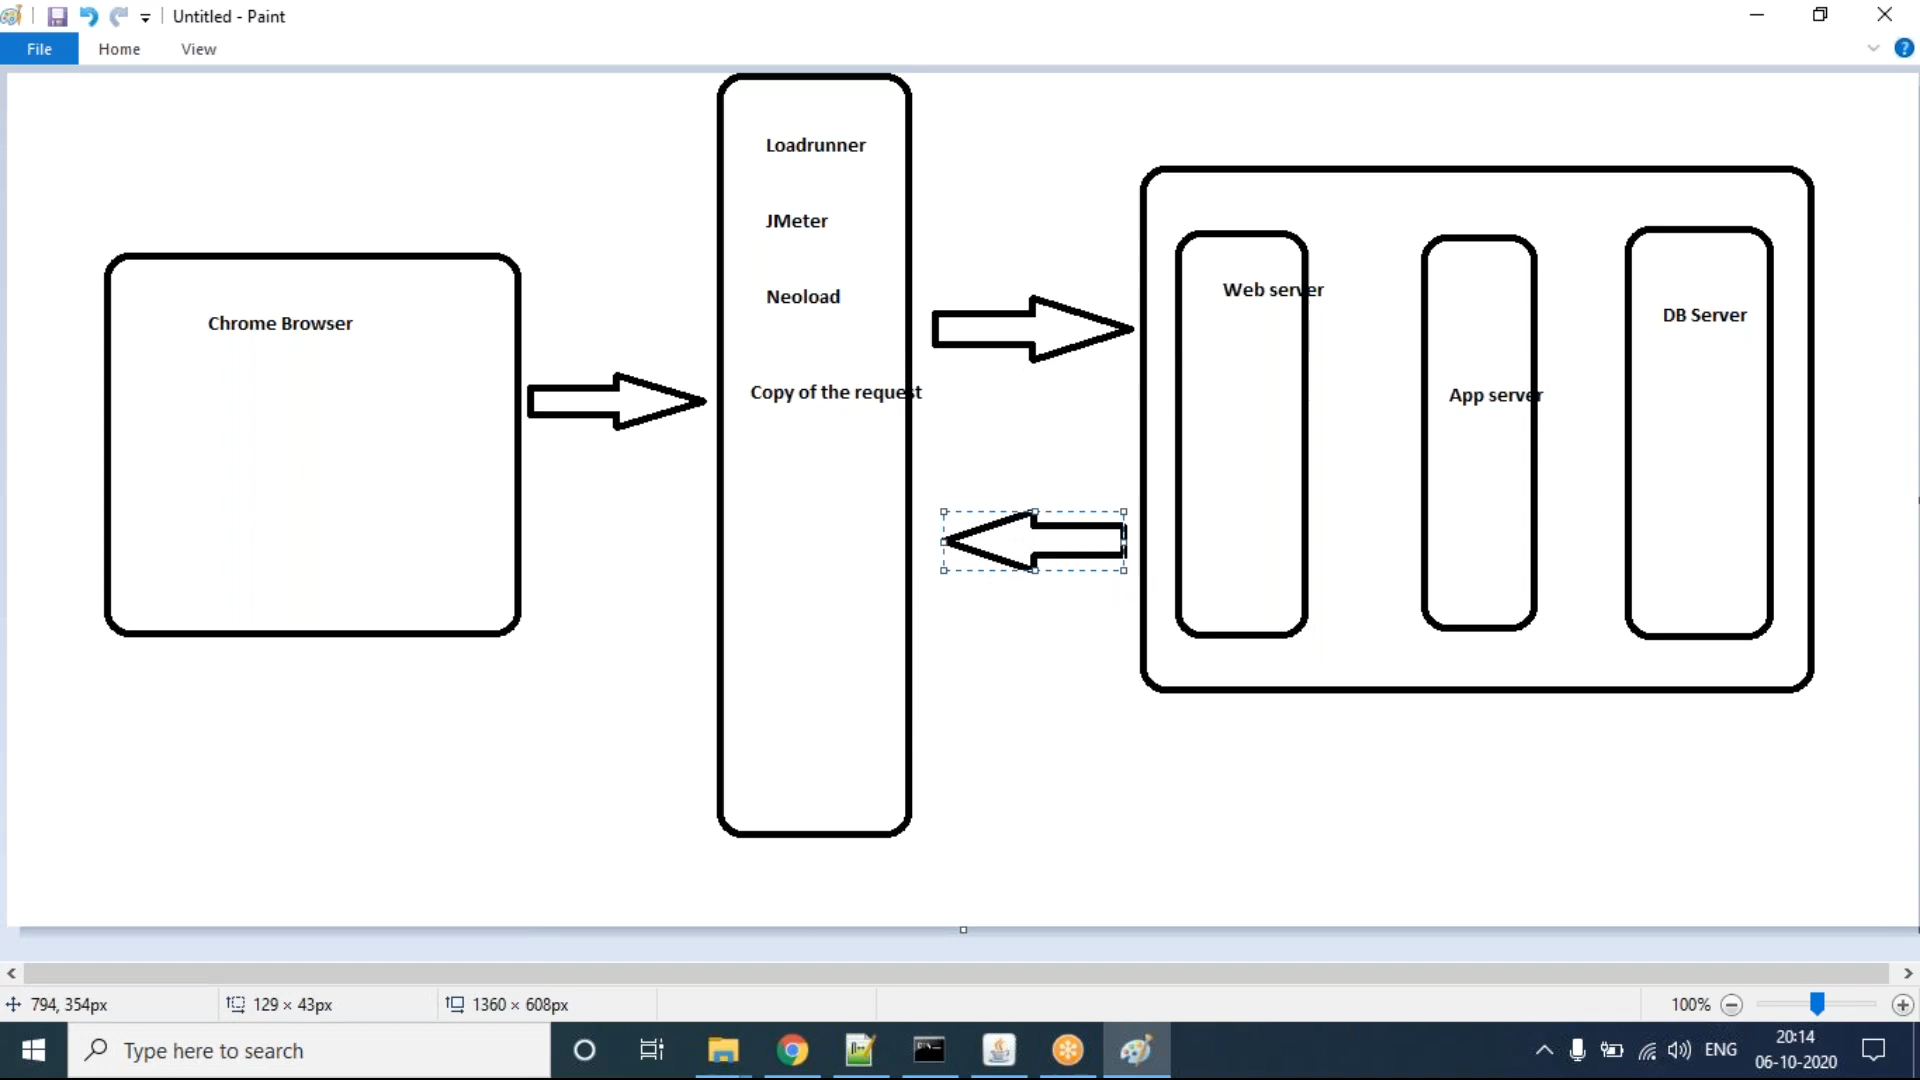 Untitled - Paint
File Home View
Loadrunner
JMeter
Neoload
Copy of the request
Chrome Browser
Web server
App server
DB Server
794, 354px
129 × 43px
1360 × 608px
100%
Type here to search
ENG
20:14
06-10-2020